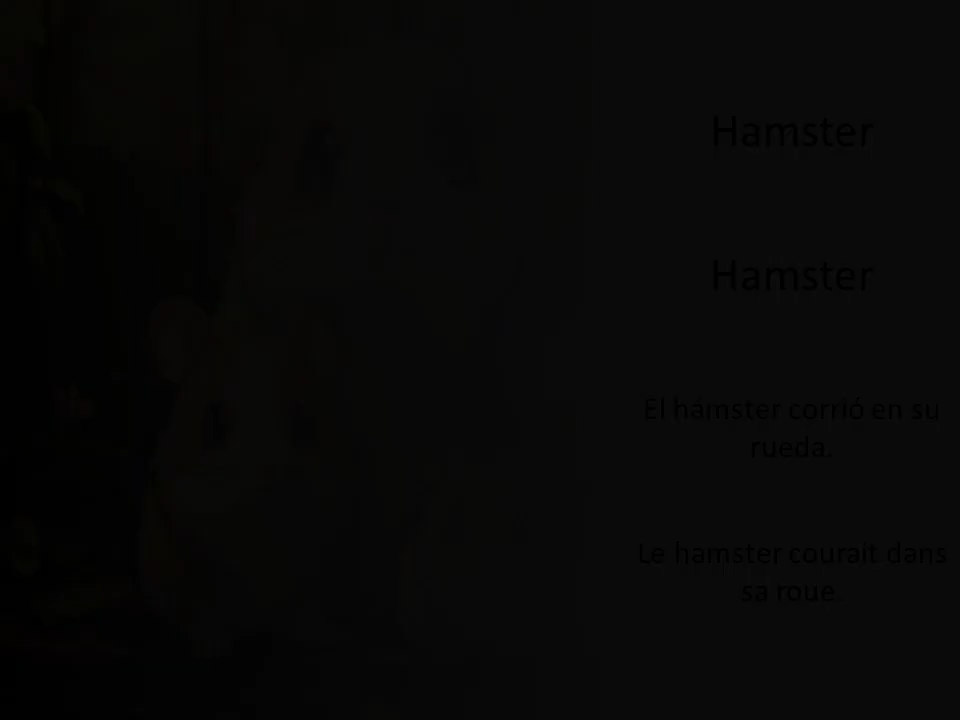 Hamster
Hamster
El hámster corrió en su
rueda.
Le hamster courait dans
sa roue.